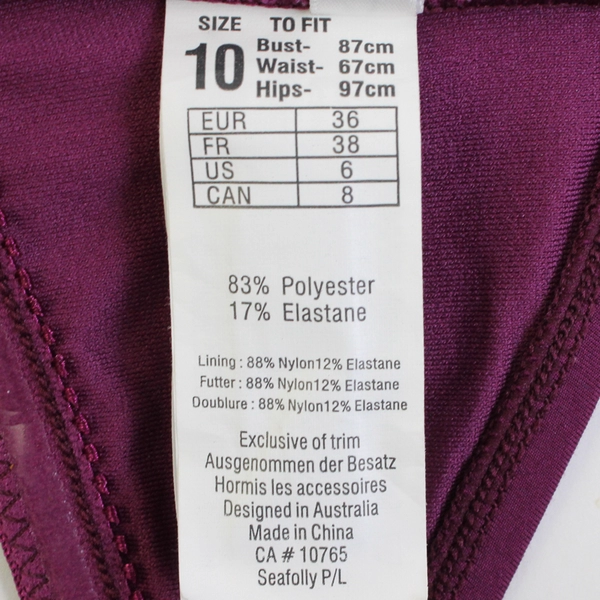 SIZE TO FIT
10 Bust- 87cm
Waist- 67cm
Hips- 97cm
EUR 36
FR 38
US 6
CAN 8
83% Polyester
17% Elastane
Lining : 88% Nylon12% Elastane
Futter : 88% Nylon12% Elastane
Doublure : 88% Nylon12% Elastane
Exclusive of trim
Ausgenommen der Besatz
Hormis les accessoires
Designed in Australia
Made in China
CA # 10765
Seafolly P/L